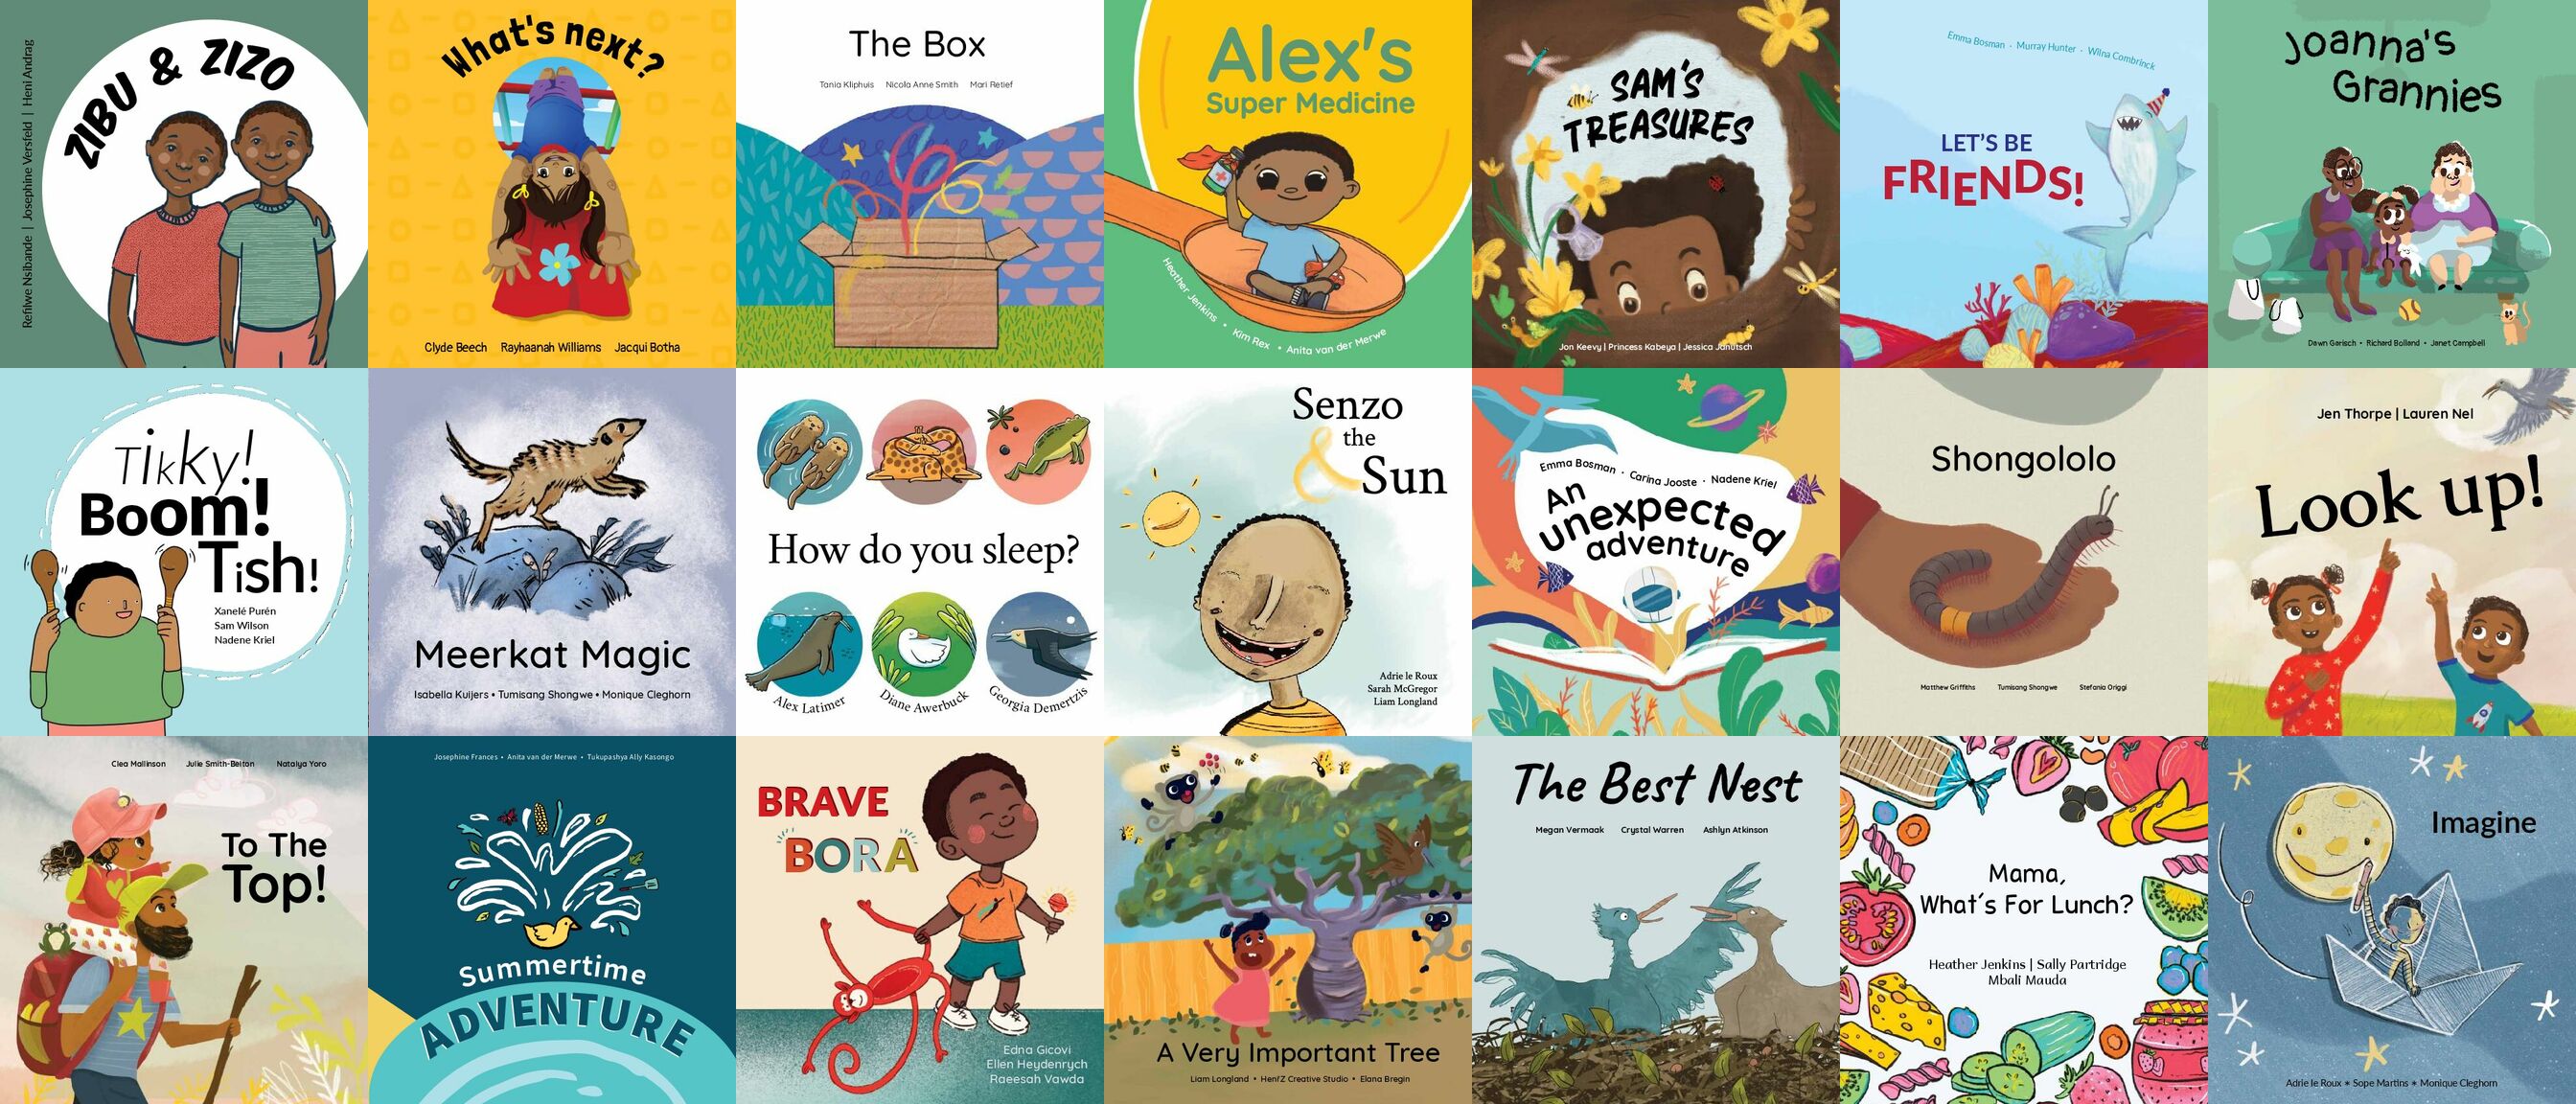 Refilwe Nsibande | Josephine Versfeld | Heni Andrag
ZIBU & ZIZO
What's next?
Clyde Beech Rayhaanah Williams Jacqui Botha
The Box
Tania Kliphuis Nicola Anne Smith Mari Retief
Alex's
Super Medicine
Heather Jenkins • Kim Rex • Anita van der Merwe
SAM'S
TREASURES
Jon Keevy | Princess Kabeya | Jessica Janutsch
Emma Bosman · Murray Hunter · Wilna Combrinck
LET'S BE
FRIENDS!
Joanna's
Grannies
Dawn Garisch • Richard Bolland • Janet Campbell
Tikky!
Boom!
Tish!
Xanelé Purén
Sam Wilson
Nadene Kriel
Meerkat Magic
Isabella Kuijers • Tumisang Shongwe • Monique Cleghorn
How do you sleep?
Alex Latimer
Diane Awerbuck
Georgia Demertzis
Senzo
the
& Sun
Adrie le Roux
Sarah McGregor
Liam Longland
Emma Bosman · Carina Jooste · Nadene Kriel
An
unexpected
adventure
Shongololo
Matthew Griffiths Tumisang Shongwe Stefania Origgi
Jen Thorpe | Lauren Nel
Look up!
Clea Mallinson Julie Smith-Belton Natalya Yoro
To The
Top!
Josephine Frances • Anita van der Merwe • Tukupashya Ally Kasongo
Summertime
ADVENTURE
BRAVE
BORA
Edna Gicovi
Ellen Heydenrych
Raeesah Vawda
A Very Important Tree
Liam Longland • Heni'Z Creative Studio • Elana Bregin
The Best Nest
Megan Vermaak Crystal Warren Ashlyn Atkinson
Mama,
What's For Lunch?
Heather Jenkins | Sally Partridge
Mbali Mauda
Imagine
Adrie le Roux ✶ Sope Martins ✶ Monique Cleghorn